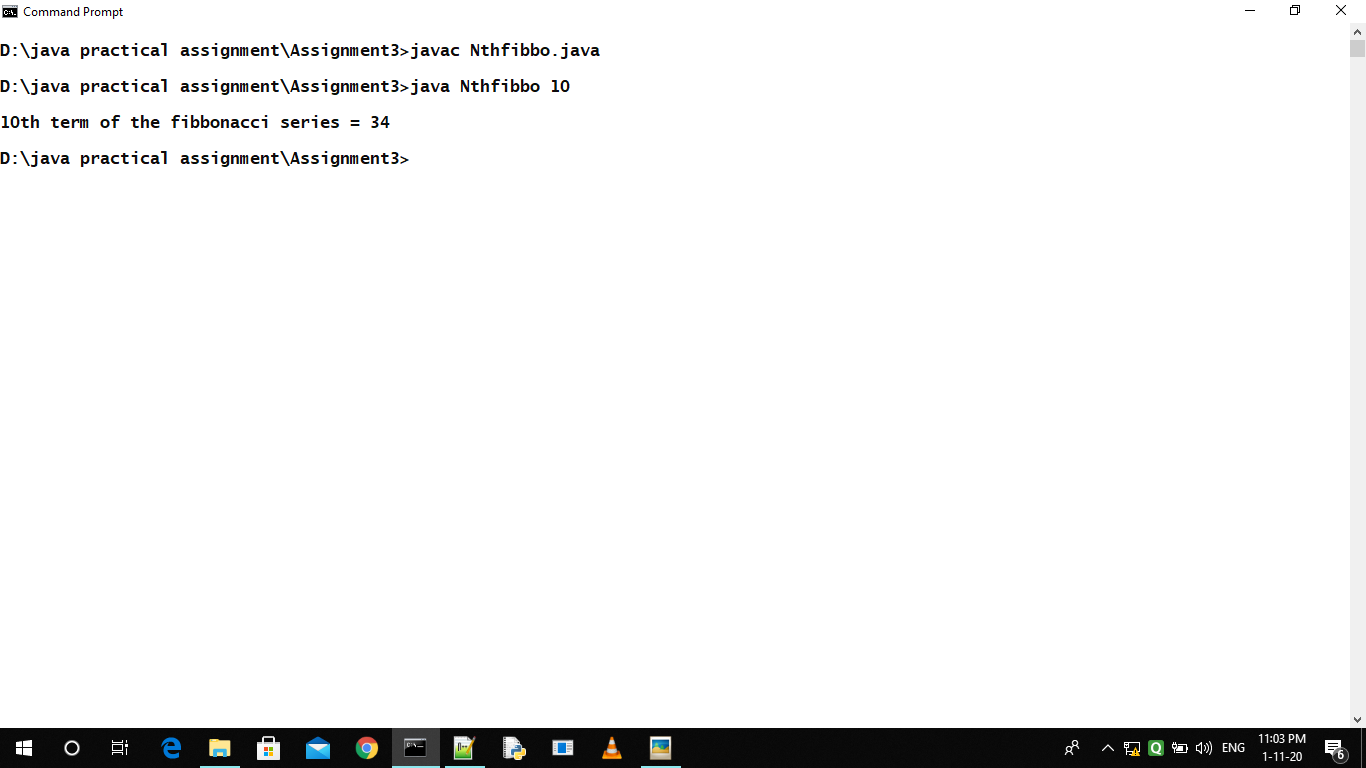 Command Prompt
D:\java practical assignment\Assignment3>javac Nthfibbo.java
D:\java practical assignment\Assignment3>java Nthfibbo 10
10th term of the fibbonacci series = 34
D:\java practical assignment\Assignment3>
ENG
11:03 PM
1-11-20
6